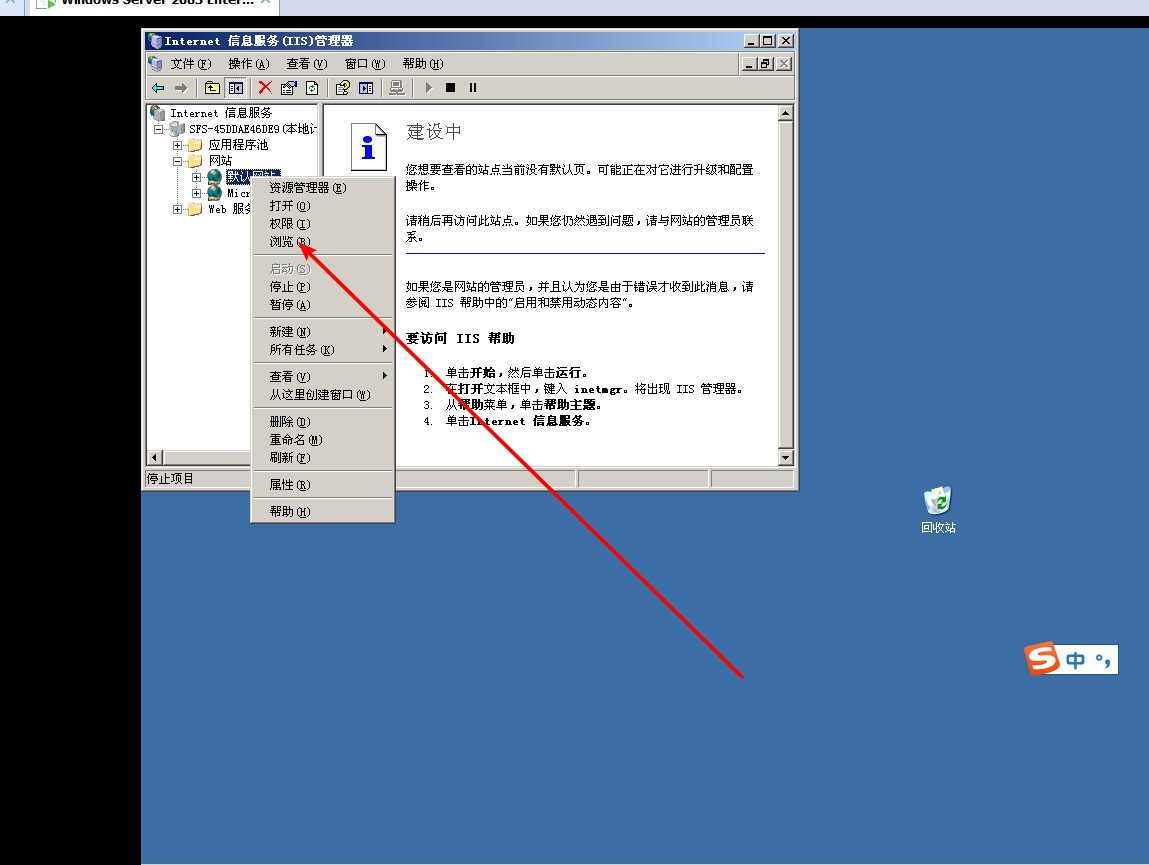 Windows Server 2003 Enter...
Internet 信息服务(IIS)管理器
文件(F) 操作(A) 查看(V) 窗口(W) 帮助(H)
Internet 信息服务
SFS-45DDAE46DE9(本地计
应用程序池
网站
默认网站
Micr
Web 服务
资源管理器(E)
打开(O)
权限(I)
浏览(B)
启动(S)
停止(P)
暂停(A)
新建(N)
所有任务(K)
查看(V)
从这里创建窗口(W)
删除(D)
重命名(M)
刷新(F)
属性(R)
帮助(H)
建设中
您想要查看的站点当前没有默认页。可能正在对它进行升级和配置
操作。
请稍后再访问此站点。如果您仍然遇到问题，请与网站的管理员联
系。
如果您是网站的管理员，并且认为您是由于错误才收到此消息，请
参阅 IIS 帮助中的“启用和禁用动态内容”。
要访问 IIS 帮助
1. 单击开始，然后单击运行。
2. 在打开文本框中，键入 inetmgr。将出现 IIS 管理器。
3. 从帮助菜单，单击帮助主题。
4. 单击Internet 信息服务。
停止项目
回收站
S 中 °,